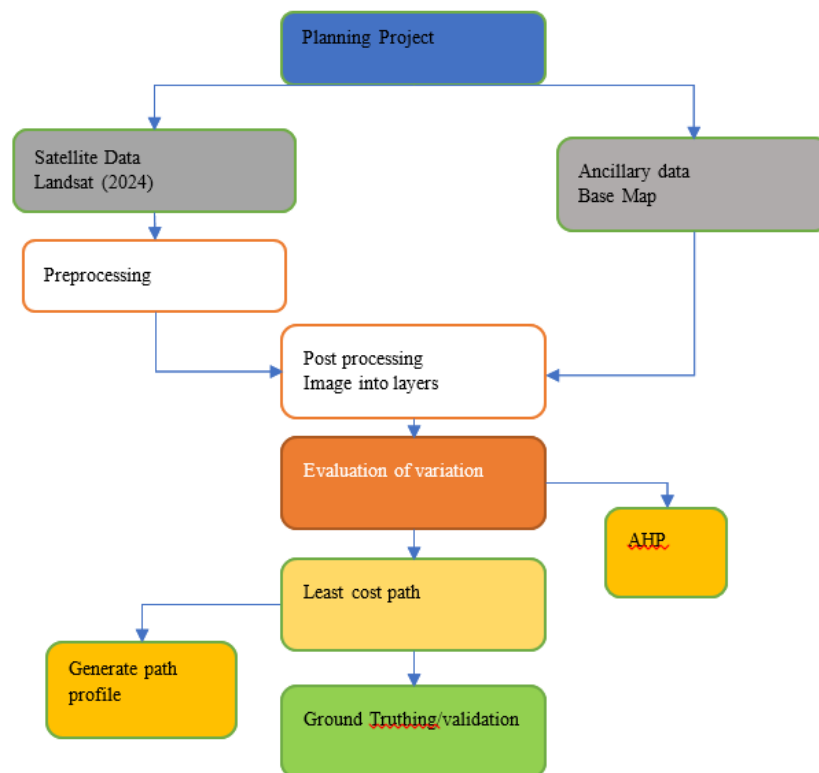 Planning Project
Satellite Data
Landsat (2024)
Ancillary data
Base Map
Preprocessing
Post processing
Image into layers
Evaluation of variation
AHP
Least cost path
Generate path
profile
Ground Truthing/validation